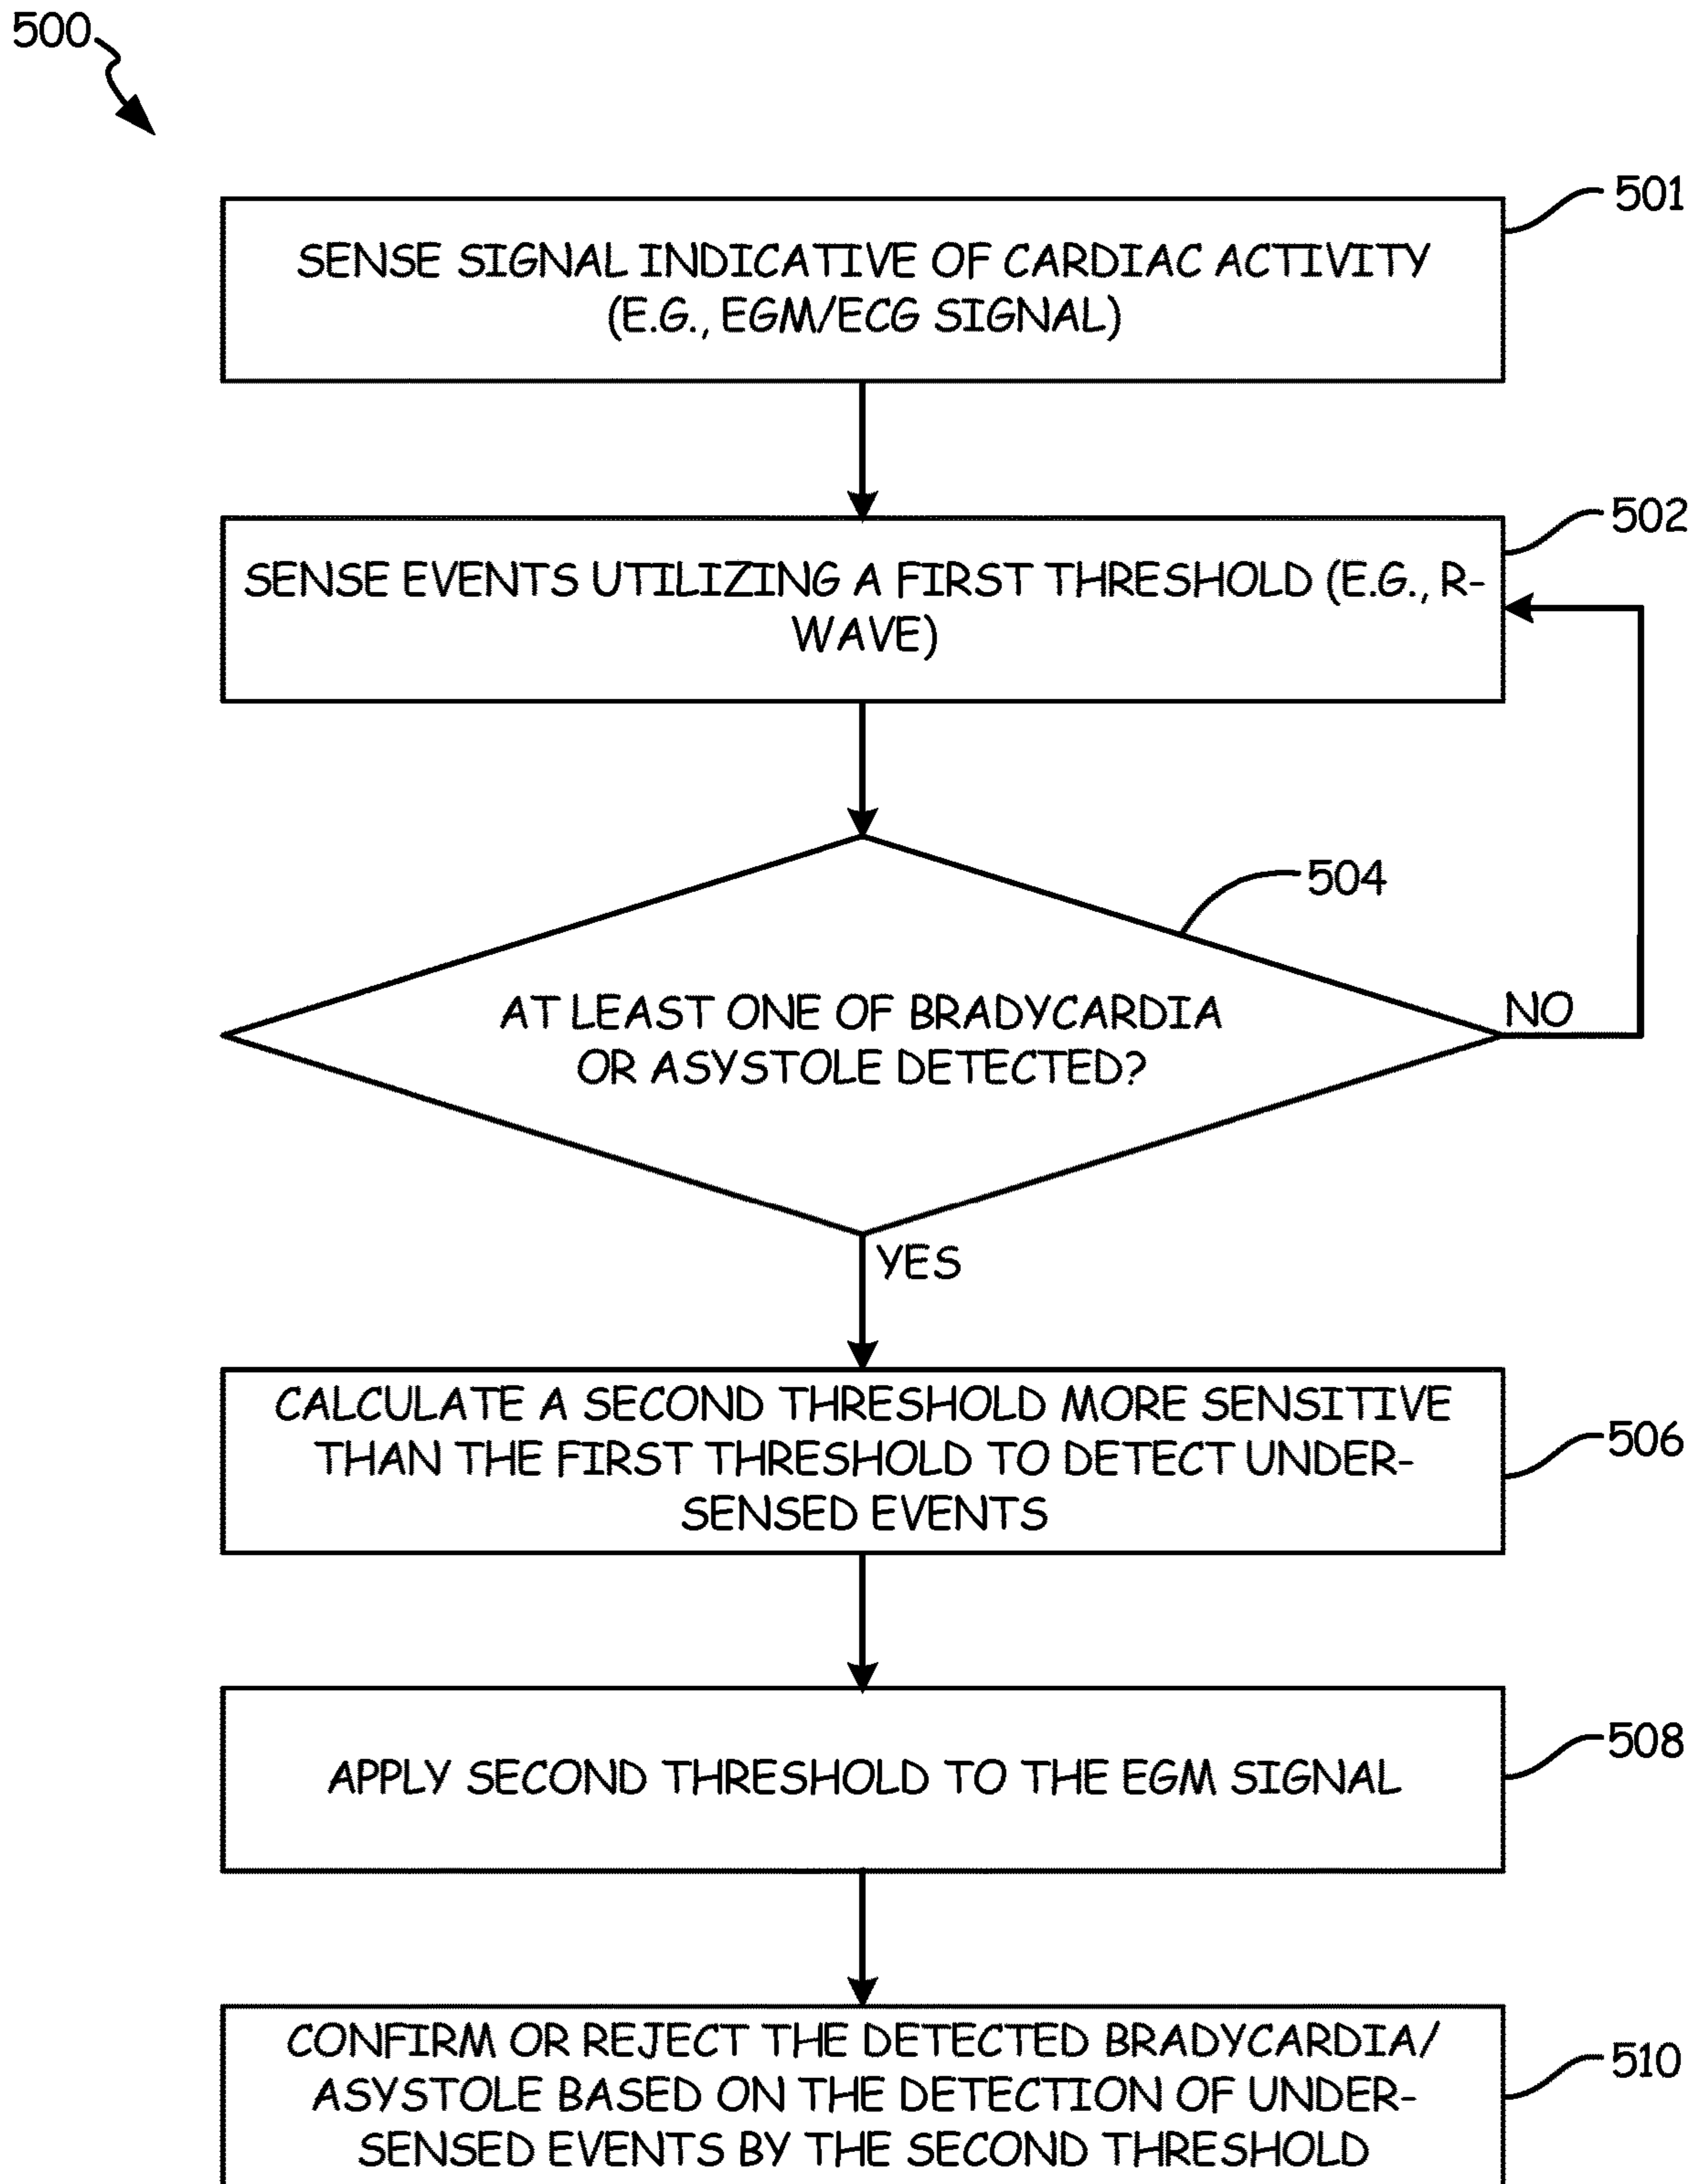 500
501
SENSE SIGNAL INDICATIVE OF CARDIAC ACTIVITY
(E.G., EGM/ECG SIGNAL)
502
SENSE EVENTS UTILIZING A FIRST THRESHOLD (E.G., R-
WAVE)
504
AT LEAST ONE OF BRADYCARDIA
OR ASYSTOLE DETECTED?
NO
YES
CALCULATE A SECOND THRESHOLD MORE SENSITIVE
THAN THE FIRST THRESHOLD TO DETECT UNDER-
SENSED EVENTS
506
APPLY SECOND THRESHOLD TO THE EGM SIGNAL
508
CONFIRM OR REJECT THE DETECTED BRADYCARDIA/
ASYSTOLE BASED ON THE DETECTION OF UNDER-
SENSED EVENTS BY THE SECOND THRESHOLD
510